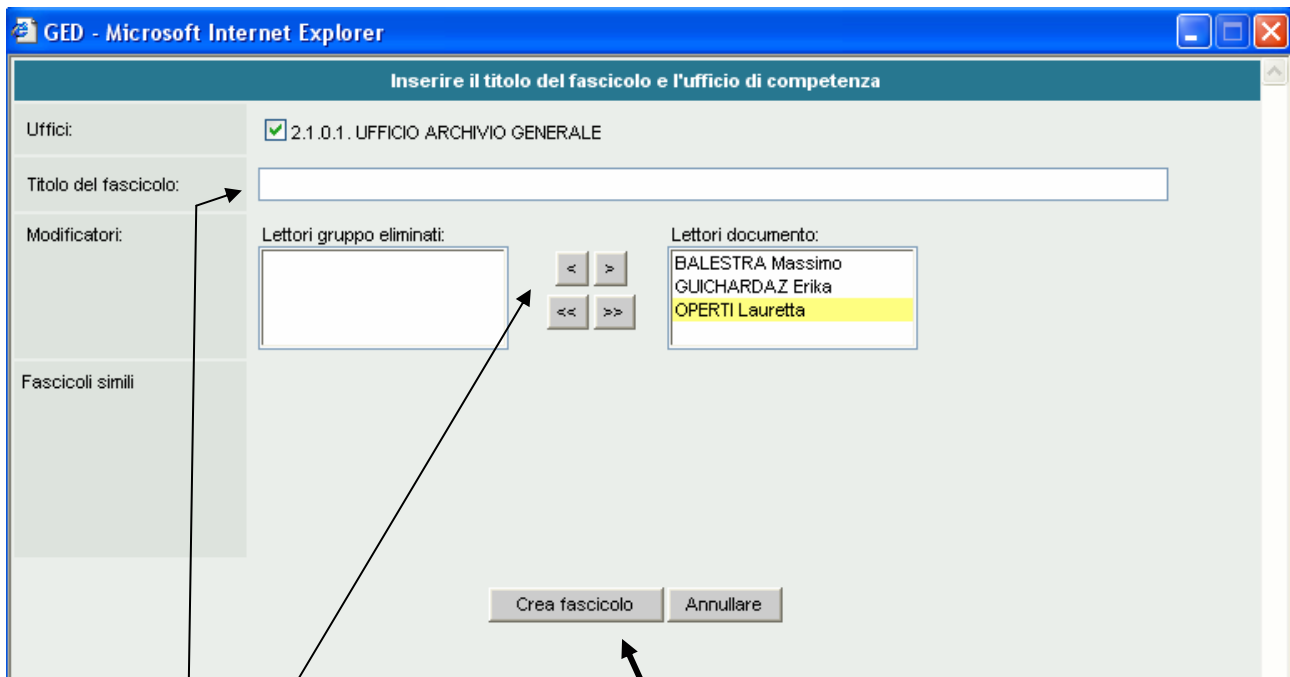 GED - Microsoft Internet Explorer
Inserire il titolo del fascicolo e l'ufficio di competenza
Uffici:
2.1.0.1. UFFICIO ARCHIVIO GENERALE
Titolo del fascicolo:
Modificatori:
Lettori gruppo eliminati:
Lettori documento:
< >
<< >>
BALESTRA Massimo
GUICHARDAZ Erika
OPERTI Lauretta
Fascicoli simili
Crea fascicolo
Annullare